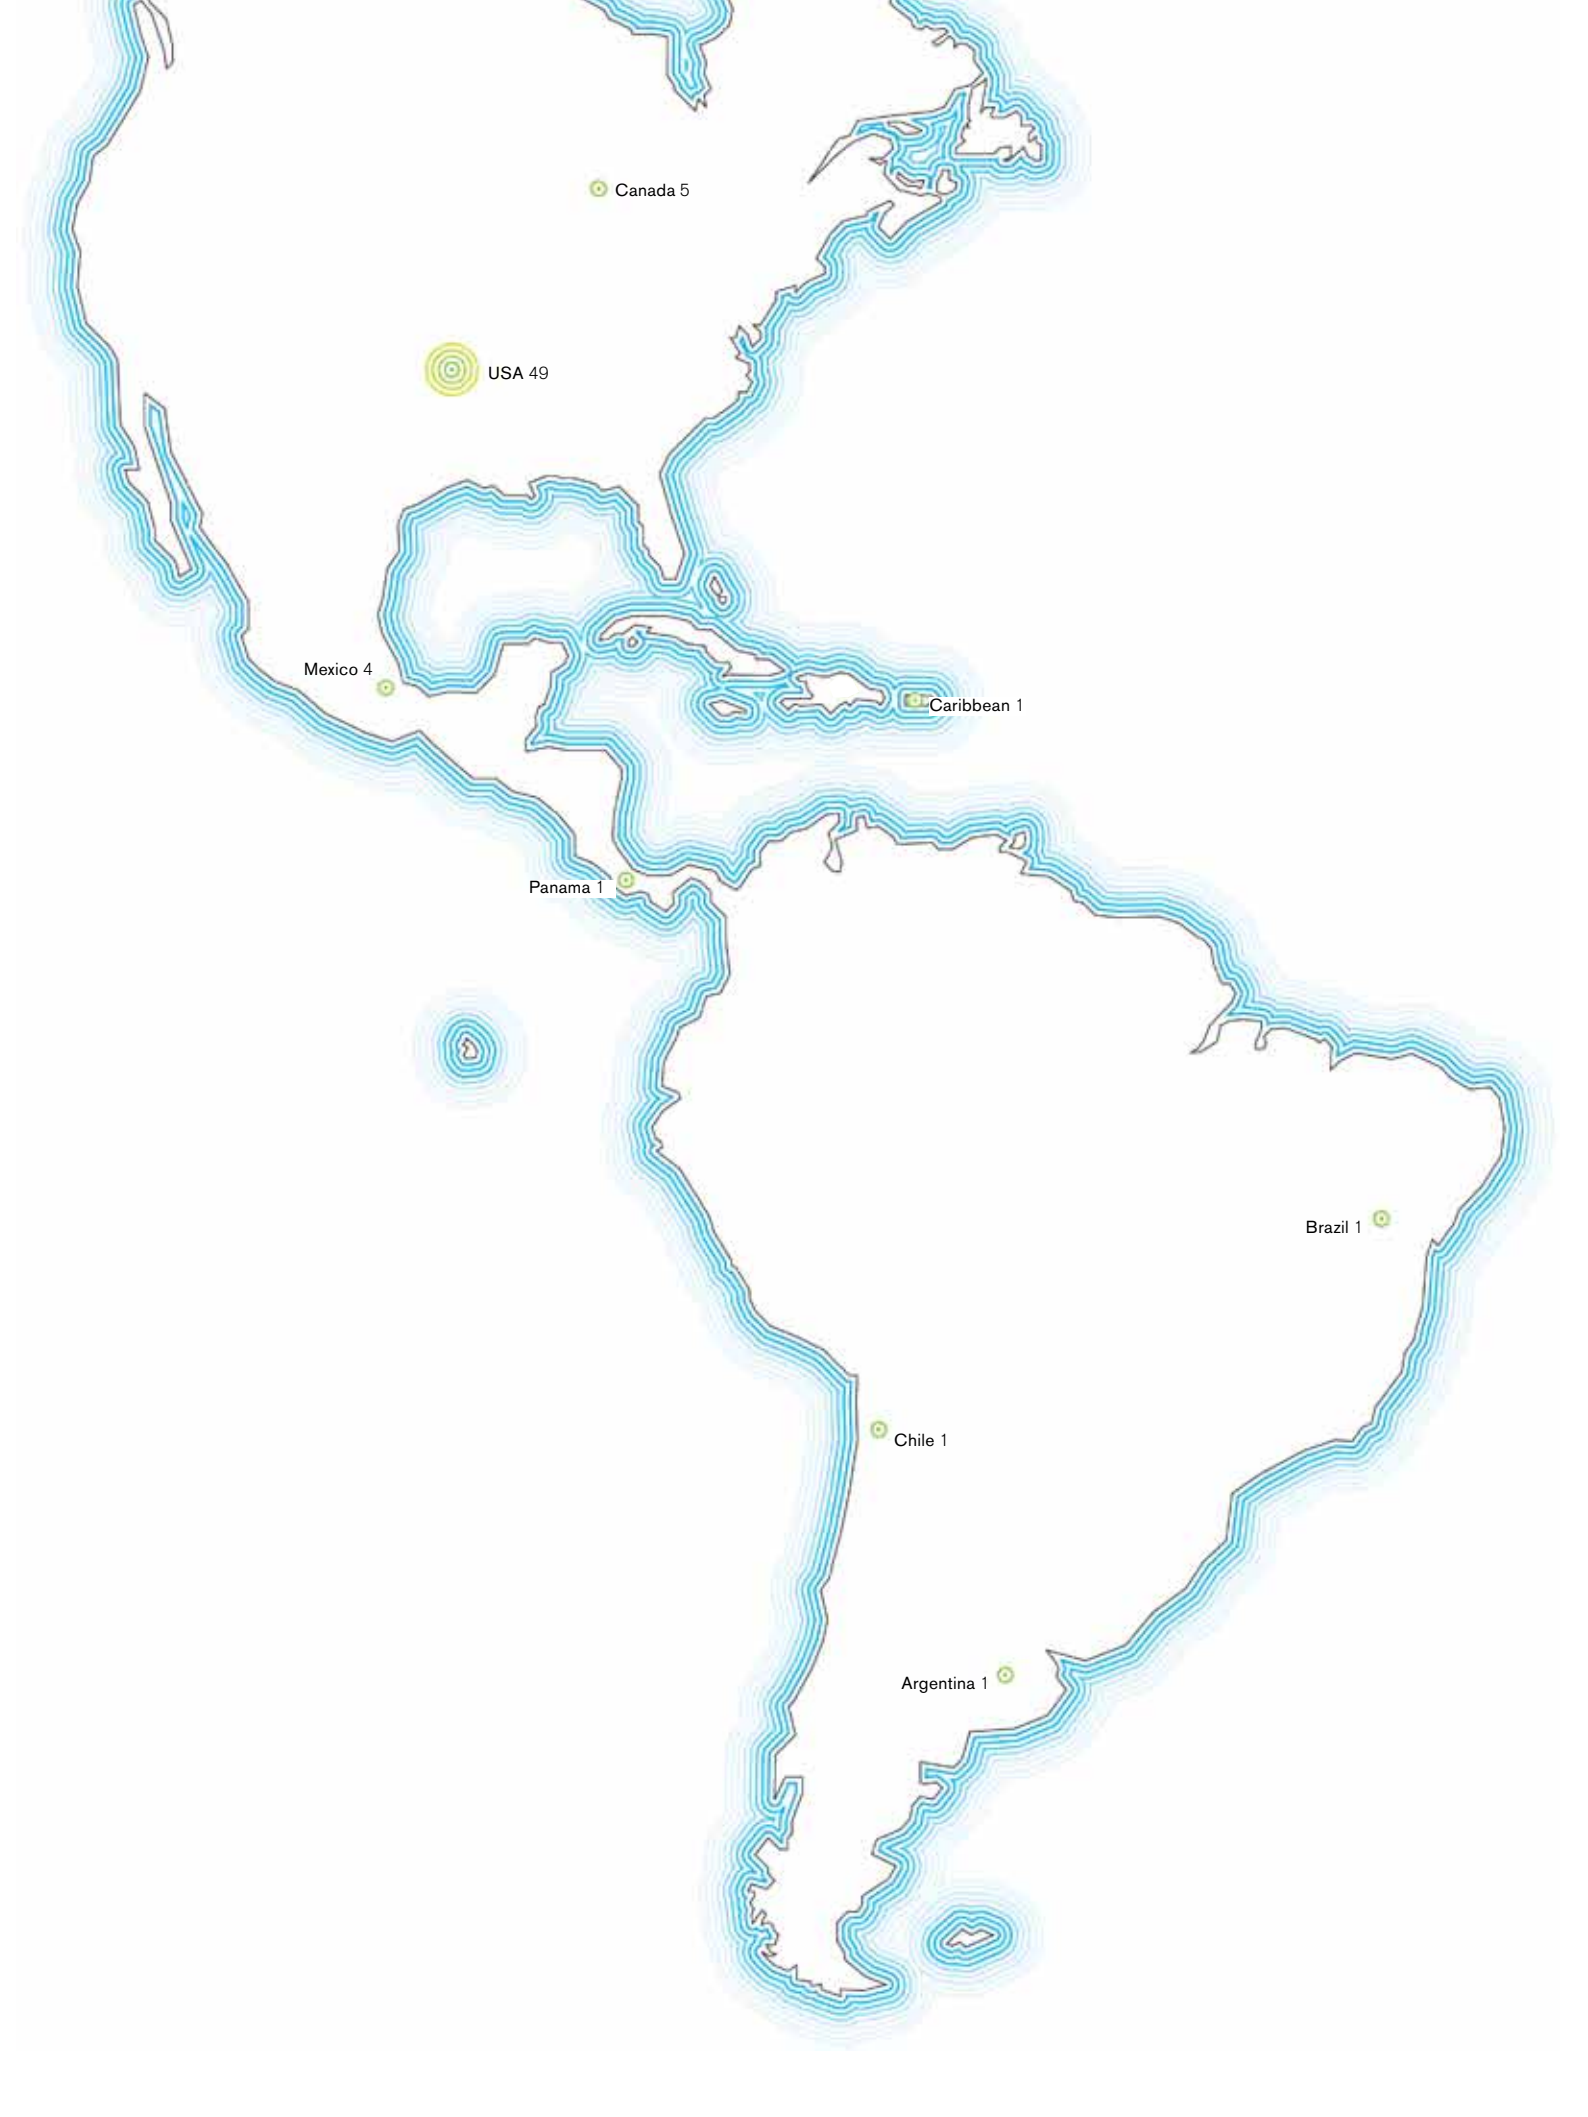 Canada 5
USA 49
Mexico 4
Caribbean 1
Panama 1
Brazil 1
Chile 1
Argentina 1